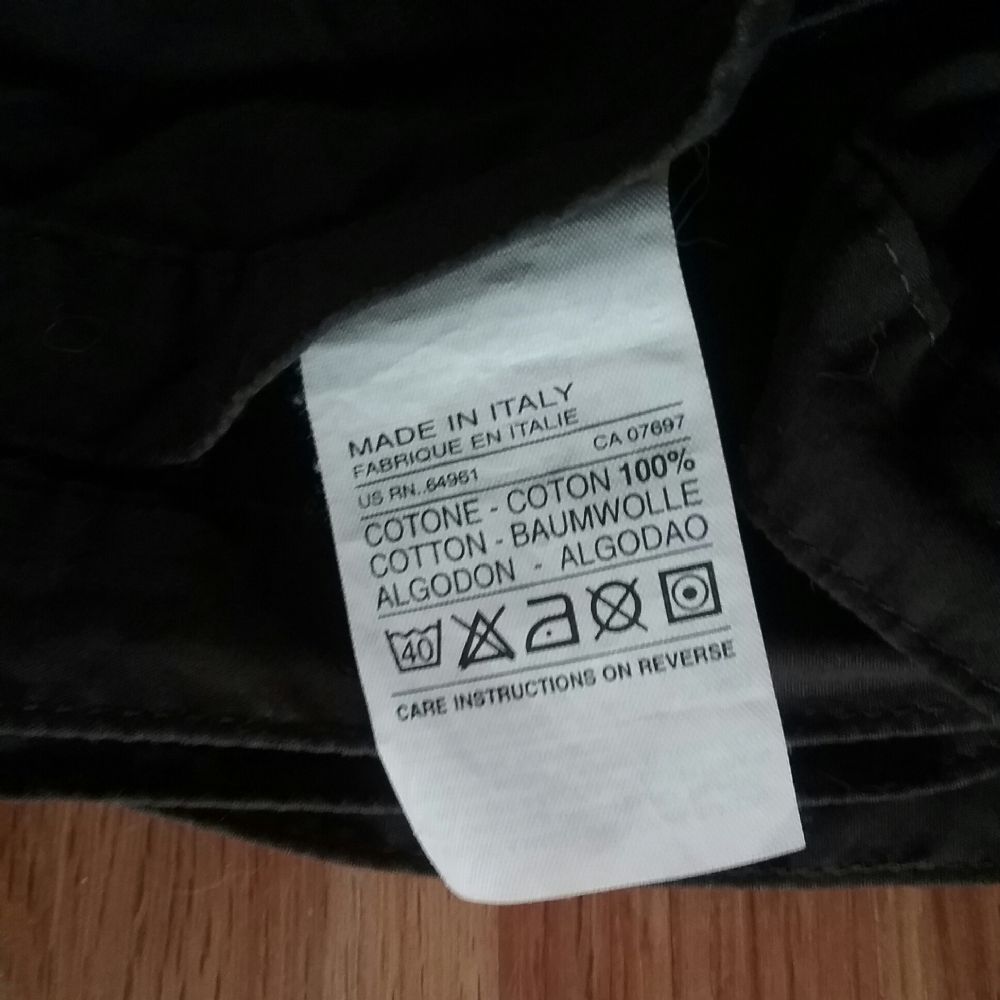 MADE IN ITALY
FABRIQUE EN ITALIE
US RN..64961 CA 07697
COTONE - COTON 100%
COTTON - BAUMWOLLE
ALGODON - ALGODAO
40
CARE INSTRUCTIONS ON REVERSE